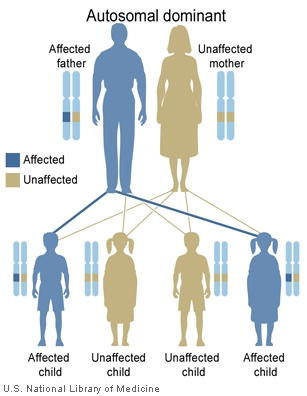 Autosomal dominant
Affected
father
Unaffected
mother
Affected
Unaffected
Affected
child
Unaffected
child
Unaffected
child
Affected
child
U.S. National Library of Medicine